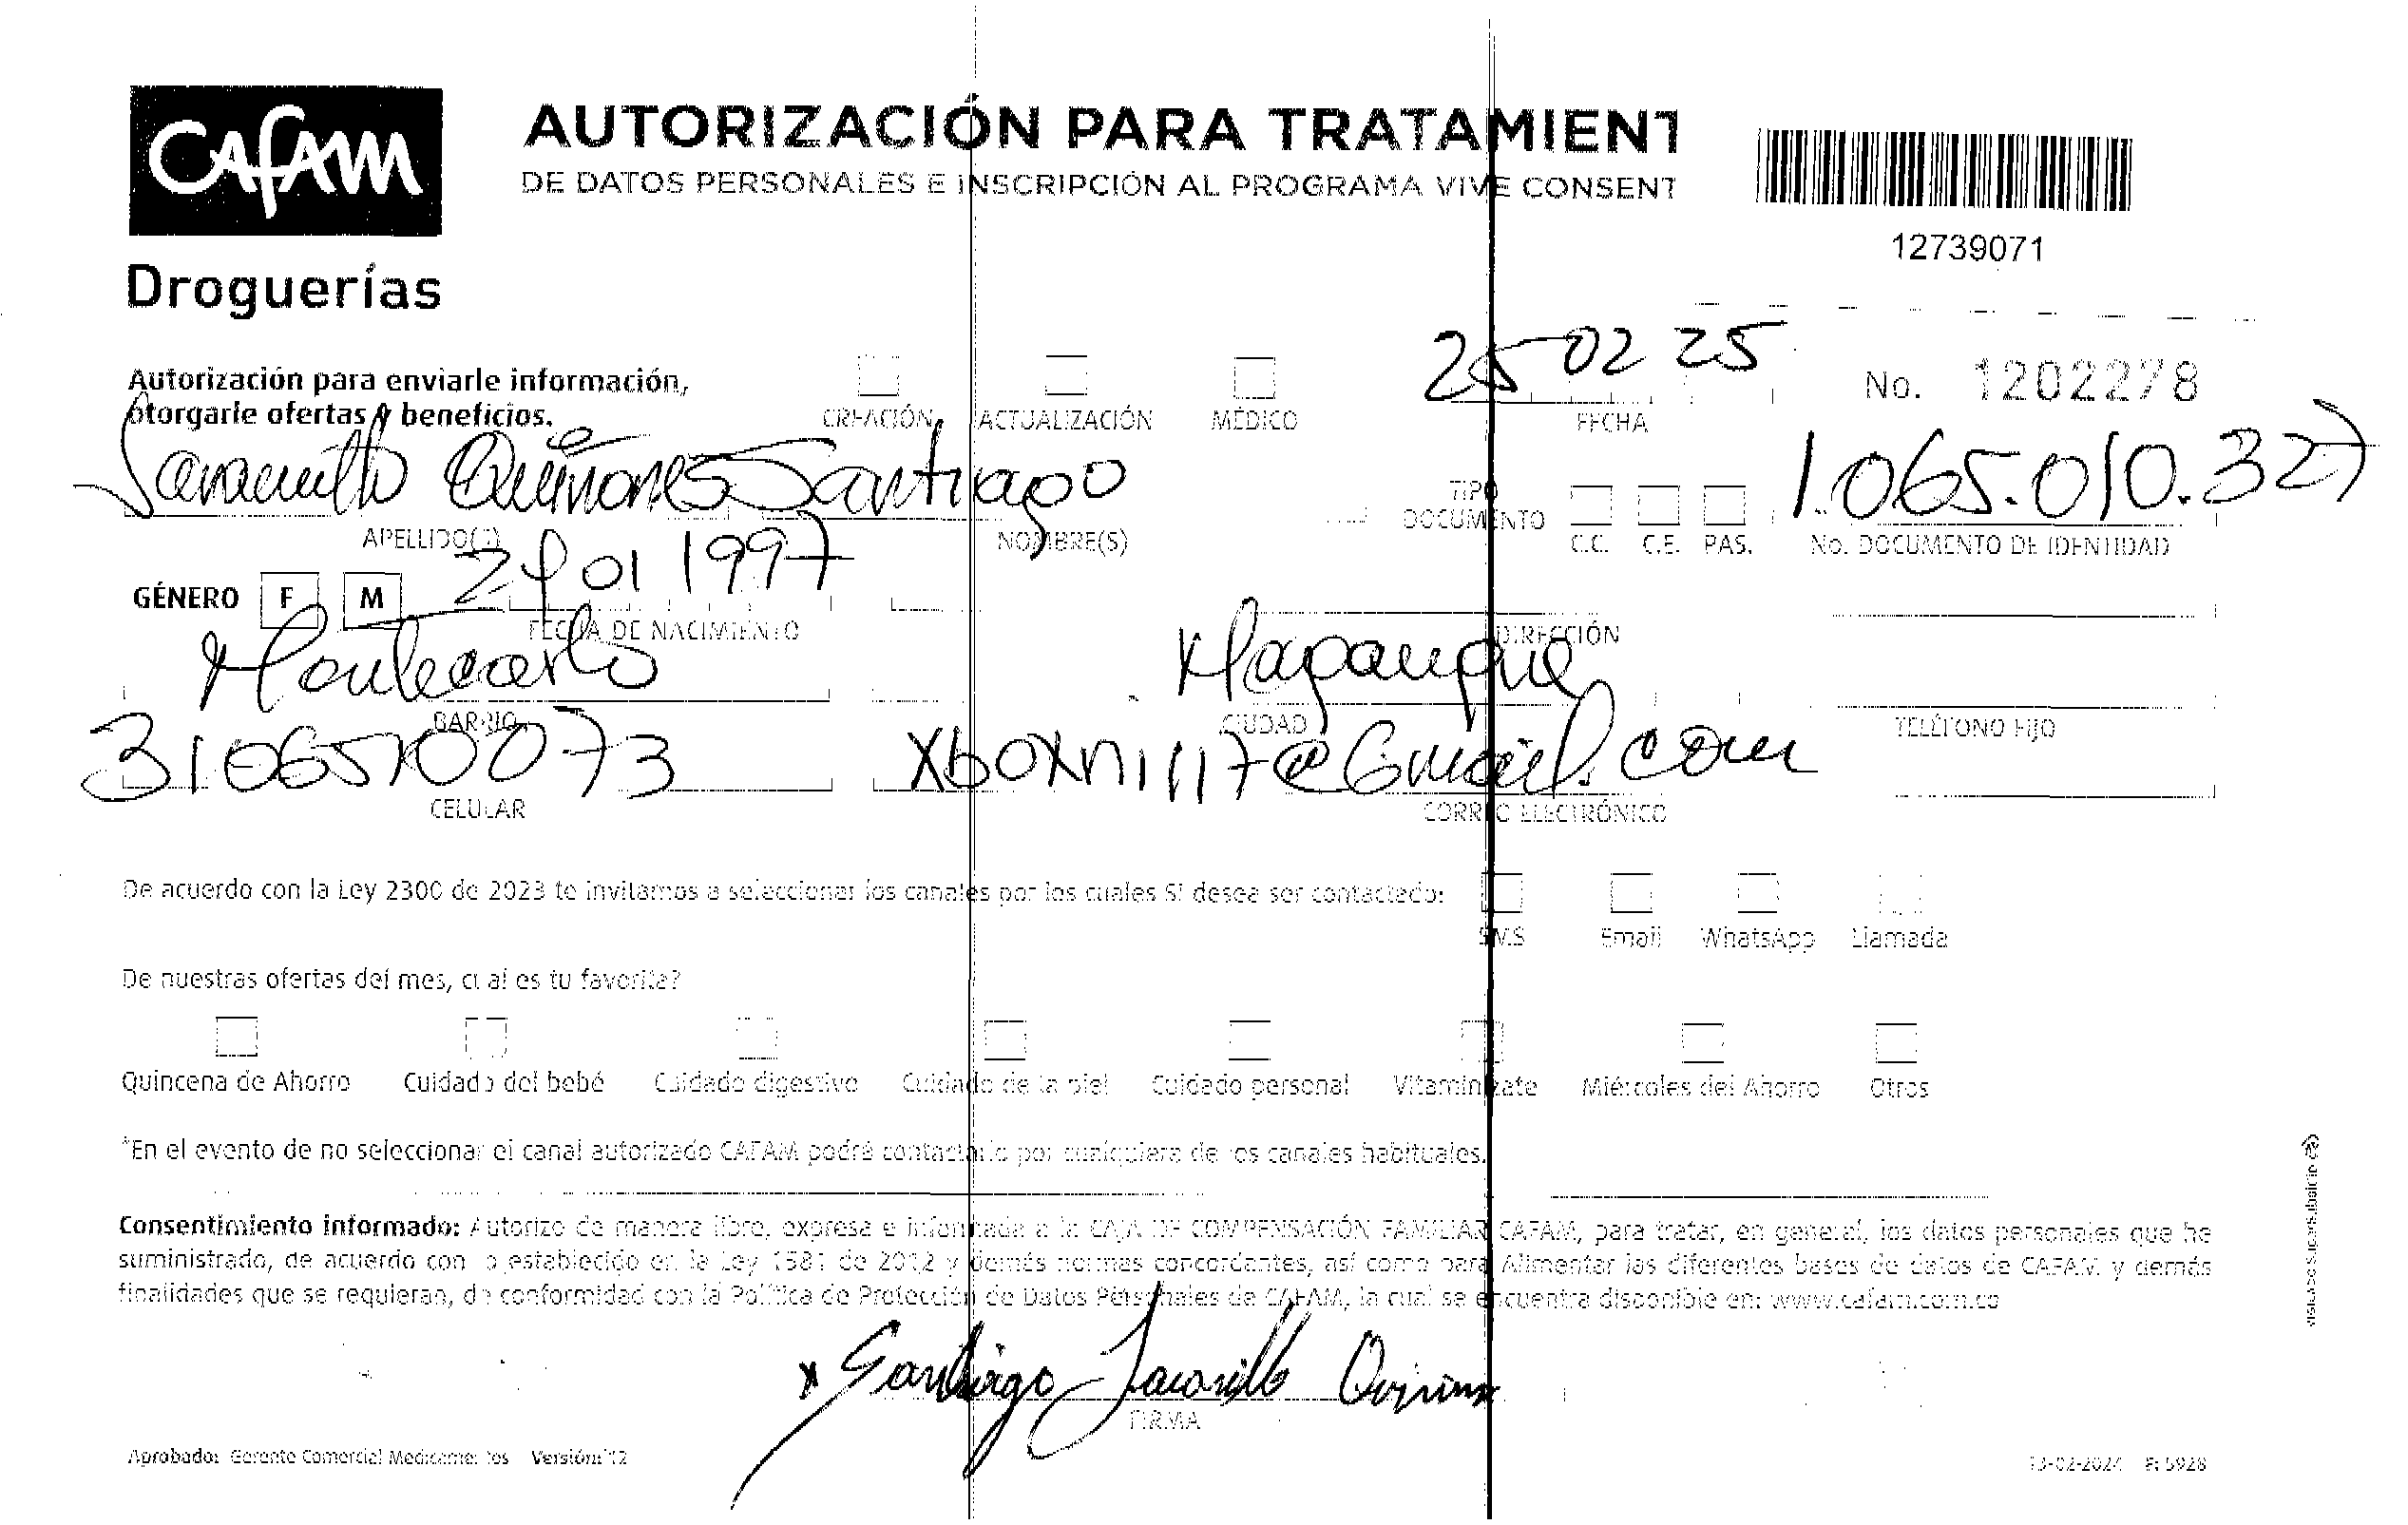 CAFAM
Droguerías
AUTORIZACIÓN PARA TRATAMIENT
DE DATOS PERSONALES E INSCRIPCIÓN AL PROGRAMA VIVE CONSENT
12739071
Autorización para enviarle información,
otorgarle ofertas y beneficios.
CREACIÓN ACTUALIZACIÓN MÉDICO
25 02 25
FECHA
No. 1202278
Jaramillo Quiñones Santiago
APELLIDO(S) NOMBRE(S)
TIPO DOCUMENTO
C.C. C.E. PAS.
1.065.010.327
No. DOCUMENTO DE IDENTIDAD
GÉNERO F M
01 1997
FECHA DE NACIMIENTO
DIRECCIÓN
Montecarlo
BARRIO
CIUDAD
TELÉFONO FIJO
3106510073 xboxm1117@Gmail.com
CELULAR CORREO ELECTRÓNICO
De acuerdo con la Ley 2300 de 2023 te invitamos a seleccionar los canales por los cuales SI desea ser contactado:
SMS Email WhatsApp Llamada
De nuestras ofertas del mes, cual es tu favorita?
Quincena de Ahorro Cuidado del bebé Cuidado digestivo Cuidado de la piel Cuidado personal Vitaminízate Miércoles del Ahorro Otros
*En el evento de no seleccionar el canal autorizado CAFAM podrá contactarlo por cualquiera de los canales habituales.
Consentimiento informado: Autorizo de manera libre, expresa e informada a la CAJA DE COMPENSACIÓN FAMILIAR CAFAM, para tratar, en general, los datos personales que he
suministrado, de acuerdo con lo establecido en la Ley 1581 de 2012 y demás normas concordantes, así como para Alimentar las diferentes bases de datos de CAFAM y demás
finalidades que se requieran, de conformidad con la Política de Protección de Datos Personales de CAFAM, la cual se encuentra disponible en: www.cafam.com.co
x Santiago Jaramillo Quiñones
FIRMA
Aprobado: Gerente Comercial Medicamentos Versión: 12
13-02-2024 F: 5928